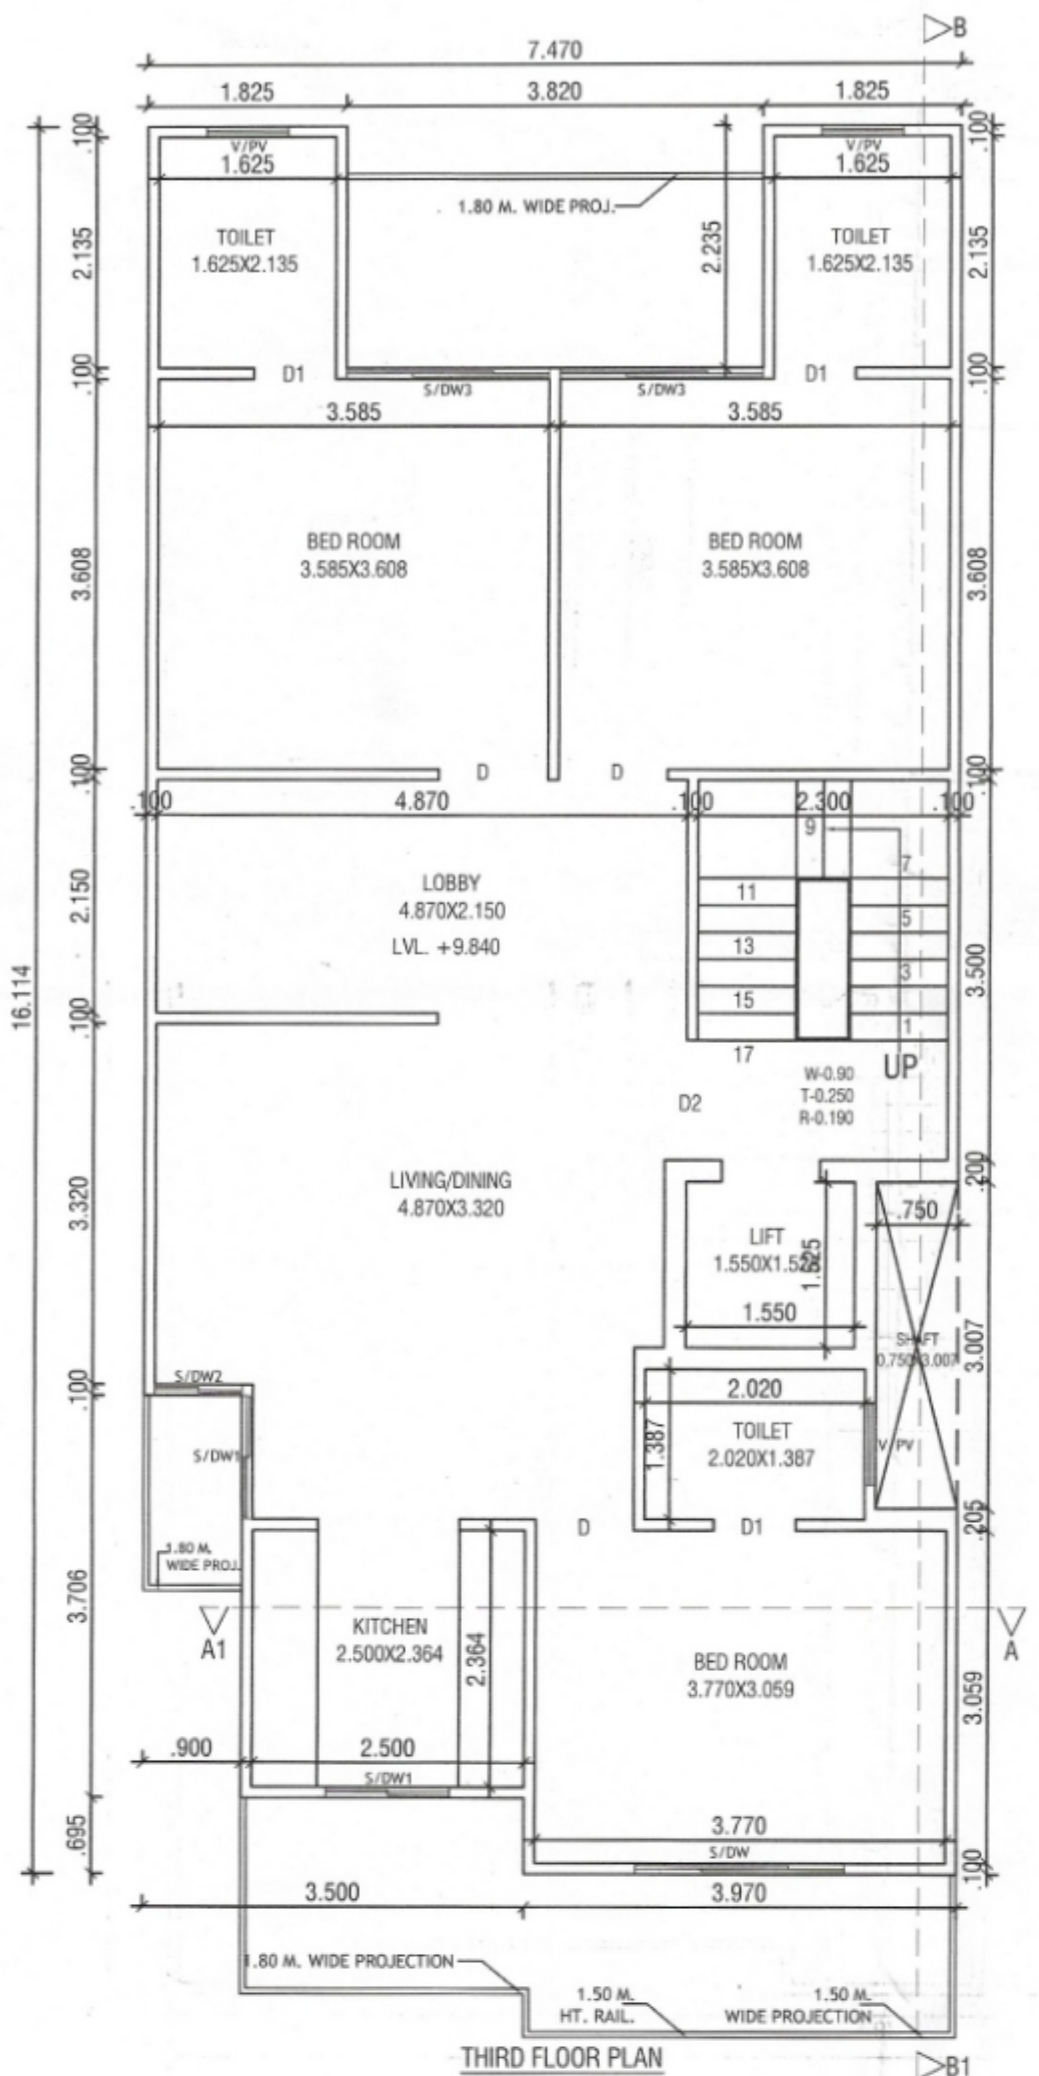 B
7.470
1.825 3.820 1.825
.100 .100
V/PV V/PV
1.625 1.625
1.80 M. WIDE PROJ.
TOILET
1.625X2.135
TOILET
1.625X2.135
2.135 2.235 2.135
.100 D1 D1 .100
S/DW3 S/DW3
3.585 3.585
BED ROOM
3.585X3.608
BED ROOM
3.585X3.608
3.608 3.608
.100 D D .100
.100 4.870 .100 2.300 .100
9
7
LOBBY
4.870X2.150
LVL. +9.840
2.150
11
5
13
3
15
1
17
3.500
16.114
.100
UP
W-0.90
T-0.250
R-0.190
D2
LIVING/DINING
4.870X3.320
3.320
.200
.750
LIFT
1.550X1.525
1.525
1.550
SHAFT
0.750X3.007
3.007
.100
S/DW2
2.020
1.387
TOILET
2.020X1.387
V/PV
S/DW1
.205
D D1
1.80 M.
WIDE PROJ.
3.706
A1
A
KITCHEN
2.500X2.364
2.364
BED ROOM
3.770X3.059
3.059
.900 2.500
S/DW1
3.770
S/DW
.695
.100
3.500 3.970
1.80 M. WIDE PROJECTION
1.50 M.
HT. RAIL.
1.50 M.
WIDE PROJECTION
THIRD FLOOR PLAN
B1